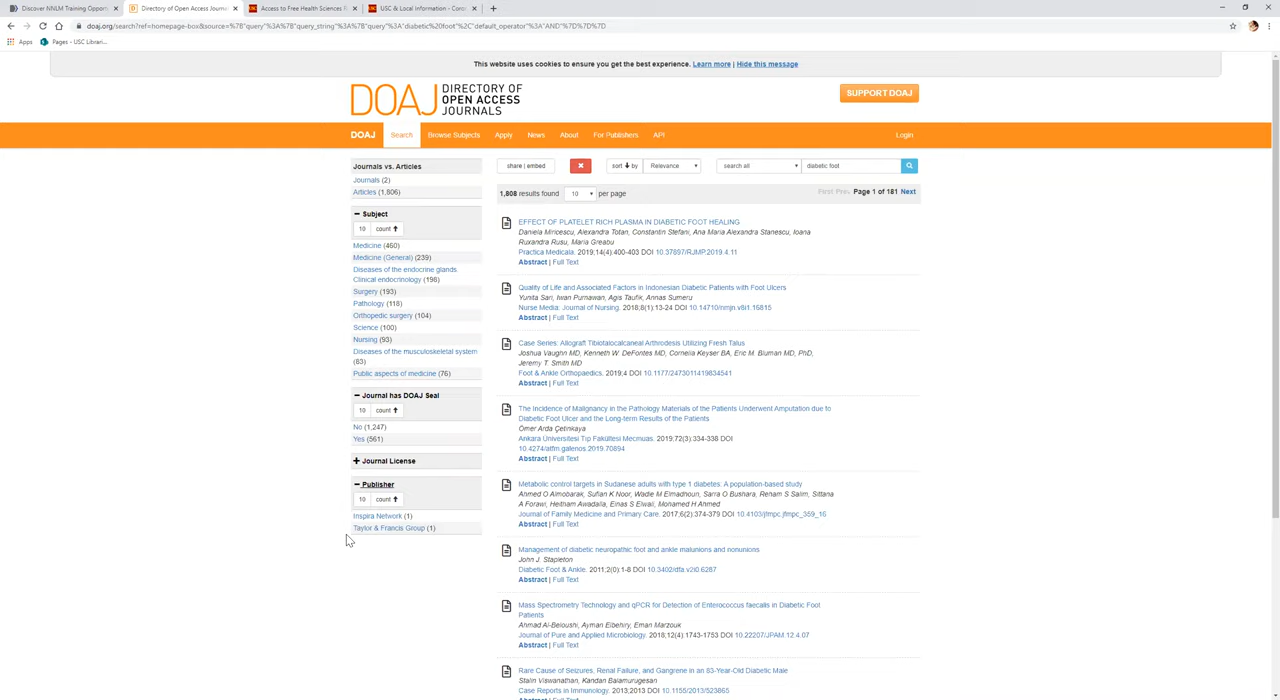 Discover NNLM Training Opportu
Directory of Open Access Journals
Access to Free Health Sciences R
USC & Local Information - Coron
doaj.org/search?ref=homepage-box&source=%7B"query"%3A%7B"query_string"%3A%7B"query"%3A"diabetic%20foot"%2C"default_operator"%3A"AND"%7D%7D%7D
Apps
Pages - USC Librari...
This website uses cookies to ensure you get the best experience. Learn more | Hide this message
DOAJ DIRECTORY OF
OPEN ACCESS
JOURNALS
SUPPORT DOAJ
DOAJ Search Browse Subjects Apply News About For Publishers API Login
Journals vs. Articles
Journals (2)
Articles (1,806)
Subject
10 count
Medicine (460)
Medicine (General) (239)
Diseases of the endocrine glands.
Clinical endocrinology (198)
Surgery (193)
Pathology (118)
Orthopedic surgery (104)
Science (100)
Nursing (93)
Diseases of the musculoskeletal system
(83)
Public aspects of medicine (76)
Journal has DOAJ Seal
10 count
No (1,247)
Yes (561)
Journal License
Publisher
10 count
Inspira Network (1)
Taylor & Francis Group (1)
share | embed
sort by Relevance
search all
diabetic foot
1,808 results found 10 per page
First Prev Page 1 of 181 Next
EFFECT OF PLATELET RICH PLASMA IN DIABETIC FOOT HEALING
Daniela Miricescu, Alexandra Totan, Constantin Stefani, Ana Maria Alexandra Stanescu, Ioana
Ruxandra Rusu, Maria Greabu
Practica Medicala. 2019;14(4):400-403 DOI 10.37897/RJMP.2019.4.11
Abstract | Full Text
Quality of Life and Associated Factors in Indonesian Diabetic Patients with Foot Ulcers
Yunita Sari, Iwan Purnawan, Agis Taufik, Annas Sumeru
Nurse Media: Journal of Nursing. 2018;8(1):13-24 DOI 10.14710/nmjn.v8i1.16815
Abstract | Full Text
Case Series: Allograft Tibiotalocalcaneal Arthrodesis Utilizing Fresh Talus
Joshua Vaughn MD, Kenneth W. DeFontes MD, Cornelia Keyser BA, Eric M. Bluman MD, PhD,
Jeremy T. Smith MD
Foot & Ankle Orthopaedics. 2019;4 DOI 10.1177/2473011419834541
Abstract | Full Text
The Incidence of Malignancy in the Pathology Materials of the Patients Underwent Amputation due to
Diabetic Foot Ulcer and the Long-term Results of the Patients
Ömer Arda Çetinkaya
Ankara Üniversitesi Tıp Fakültesi Mecmuas. 2019;72(3):334-338 DOI
10.4274/atfm.galenos.2019.70894
Abstract | Full Text
Metabolic control targets in Sudanese adults with type 1 diabetes: A population-based study
Ahmed O Almobarak, Sufian K Noor, Wadie M Elmadhoun, Sarra O Bushara, Reham S Salim, Sittana
A Forawi, Heitham Awadalla, Einas S Elwali, Mohamed H Ahmed
Journal of Family Medicine and Primary Care. 2017;6(2):374-379 DOI 10.4103/jfmpc.jfmpc_359_16
Abstract | Full Text
Management of diabetic neuropathic foot and ankle malunions and nonunions
John J. Stapleton
Diabetic Foot & Ankle. 2011;2(0):1-8 DOI 10.3402/dfa.v2i0.6287
Abstract | Full Text
Mass Spectrometry Technology and qPCR for Detection of Enterococcus faecalis in Diabetic Foot
Patients
Ahmad Al-Beloushi, Ayman Elbehiry, Eman Marzouk
Journal of Pure and Applied Microbiology. 2018;12(4):1743-1753 DOI 10.22207/JPAM.12.4.07
Abstract | Full Text
Rare Cause of Seizures, Renal Failure, and Gangrene in an 83-Year-Old Diabetic Male
Stalin Viswanathan, Kandan Balamurugesan
Case Reports in Immunology. 2013;2013 DOI 10.1155/2013/523865
Abstract | Full Text